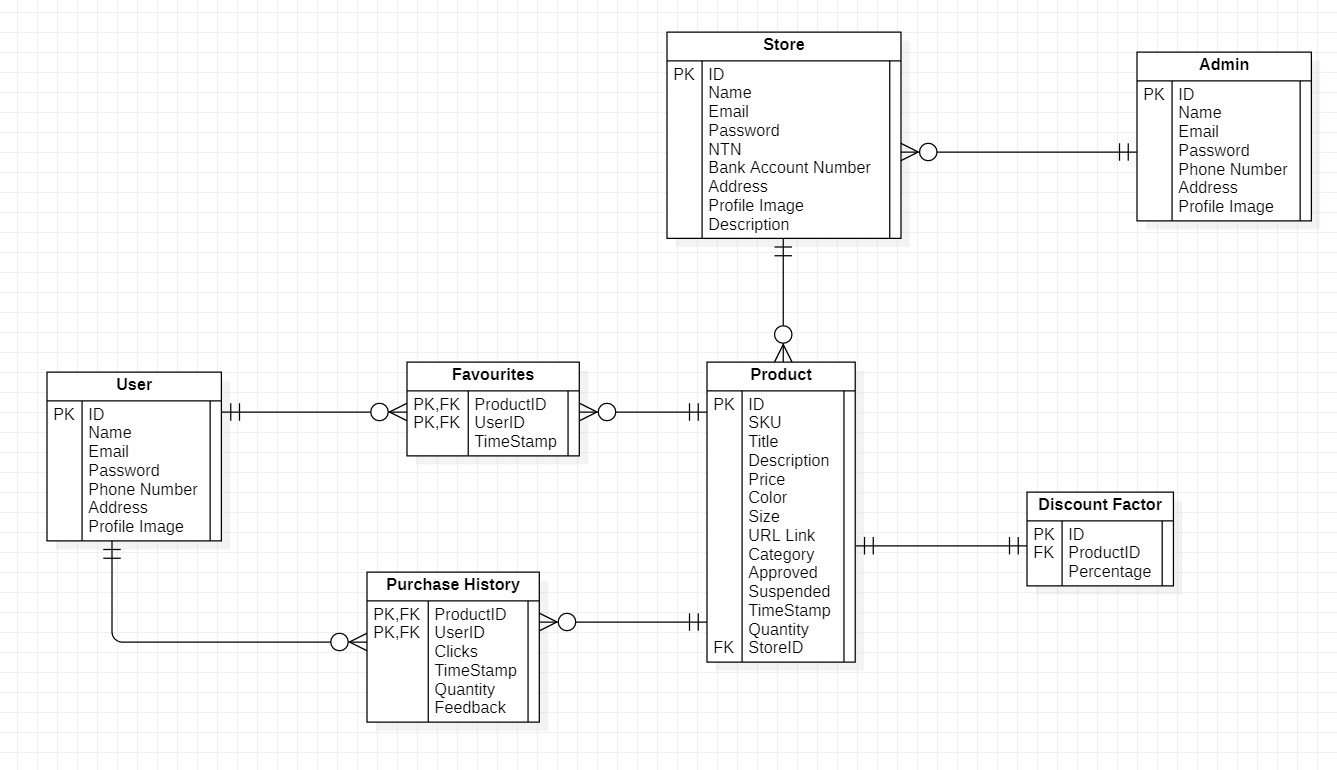 Store
PK ID
Name
Email
Password
NTN
Bank Account Number
Address
Profile Image
Description
Admin
PK ID
Name
Email
Password
Phone Number
Address
Profile Image
User
PK ID
Name
Email
Password
Phone Number
Address
Profile Image
Favourites
PK,FK ProductID
PK,FK UserID
TimeStamp
Product
PK ID
SKU
Title
Description
Price
Color
Size
URL Link
Category
Approved
Suspended
TimeStamp
Quantity
FK StoreID
Discount Factor
PK ID
FK ProductID
Percentage
Purchase History
PK,FK ProductID
PK,FK UserID
Clicks
TimeStamp
Quantity
Feedback